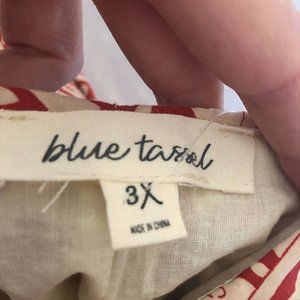 blue tassel
3X
MADE IN CHINA